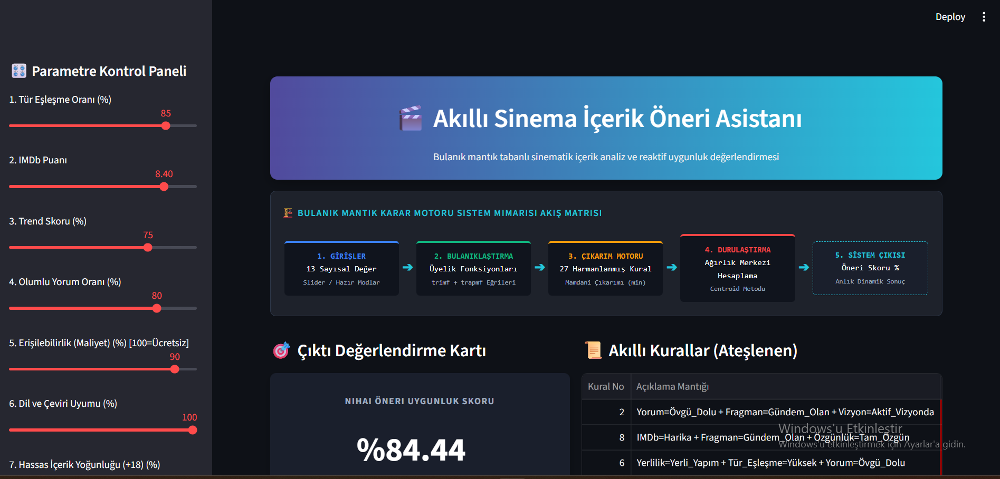 Deploy
Parametre Kontrol Paneli
1. Tür Eşleşme Oranı (%)
85
2. IMDb Puanı
8.40
3. Trend Skoru (%)
75
4. Olumlu Yorum Oranı (%)
80
5. Erişilebilirlik (Maliyet) (%) [100=Ücretsiz]
90
6. Dil ve Çeviri Uyumu (%)
100
7. Hassas İçerik Yoğunluğu (+18) (%)
Akıllı Sinema İçerik Öneri Asistanı
Bulanık mantık tabanlı sinematik içerik analiz ve reaktif uygunluk değerlendirmesi
BULANIK MANTIK KARAR MOTORU SISTEM MIMARISI AKIŞ MATRISI
1. GİRİŞLER
13 Sayısal Değer
Slider / Hazır Modlar
2. BULANIKLAŞTIRMA
Üyelik Fonksiyonları
trimf + trapmf Eğrileri
3. ÇIKARIM MOTORU
27 Harmanlanmış Kural
Mamdani Çıkarımı (min)
4. DURULAŞTIRMA
Ağırlık Merkezi
Hesaplama
Centroid Metodu
5. SİSTEM ÇIKISI
Öneri Skoru %
Anlık Dinamik Sonuç
Çıktı Değerlendirme Kartı
NIHAI ÖNERI UYGUNLUK SKORU
%84.44
Akıllı Kurallar (Ateşlenen)
Kural No Açıklama Mantığı
2 Yorum=Övgü_Dolu + Fragman=Gündem_Olan + Vizyon=Aktif_Vizyonda
8 IMDb=Harika + Fragman=Gündem_Olan + Özgünlük=Tam_Özgün
6 Yerlilik=Yerli_Yapım + Tür_Eşleşme=Yüksek + Yorum=Övgü_Dolu
Windows'u Etkinleştir
Windows'u etkinleştirmek için Ayarlar'a gidin.